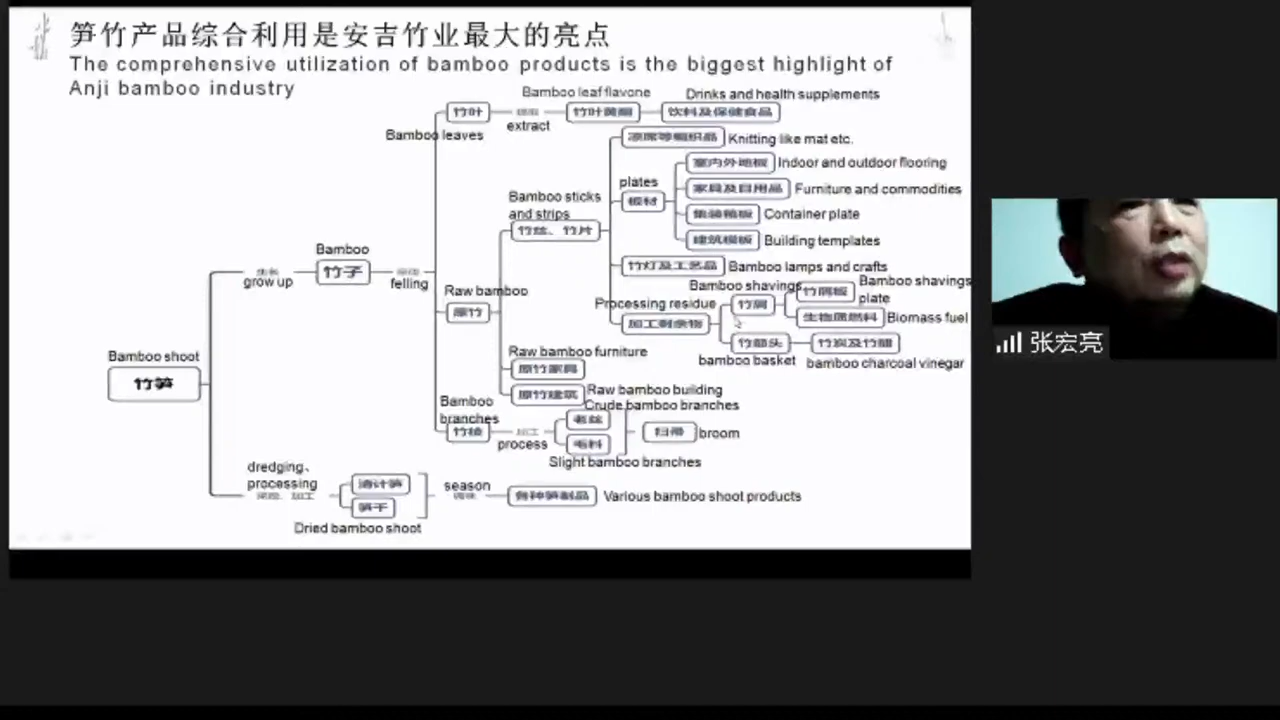 笋竹产品综合利用是安吉竹业最大的亮点
The comprehensive utilization of bamboo products is the biggest highlight of
Anji bamboo industry
Bamboo leaf flavone
Drinks and health supplements
竹叶
竹叶黄酮
饮料及保健食品
extract
Bamboo leaves
凉席等编织品
Knitting like mat etc.
室内外地板
Indoor and outdoor flooring
plates
板材
家具及日用品
Furniture and commodities
Bamboo sticks
and strips
集装箱板
Container plate
竹丝、竹片
建筑模板
Building templates
Bamboo
竹子
grow up
felling
竹灯及工艺品
Bamboo lamps and crafts
Raw bamboo
原竹
Bamboo shavings
竹屑
竹屑板
Bamboo shavings
plate
Processing residue
加工剩余物
生物质燃料
Biomass fuel
竹蔸头
竹炭及竹醋
bamboo basket
bamboo charcoal vinegar
Raw bamboo furniture
原竹家具
Raw bamboo building
原竹建筑
Bamboo shoot
竹笋
Bamboo
branches
竹枝
加工
process
Crude bamboo branches
毛料
扫帚
broom
Slight bamboo branches
dredging、
processing
清汁笋
笋干
Dried bamboo shoot
season
调味
各种笋制品
Various bamboo shoot products
张宏亮